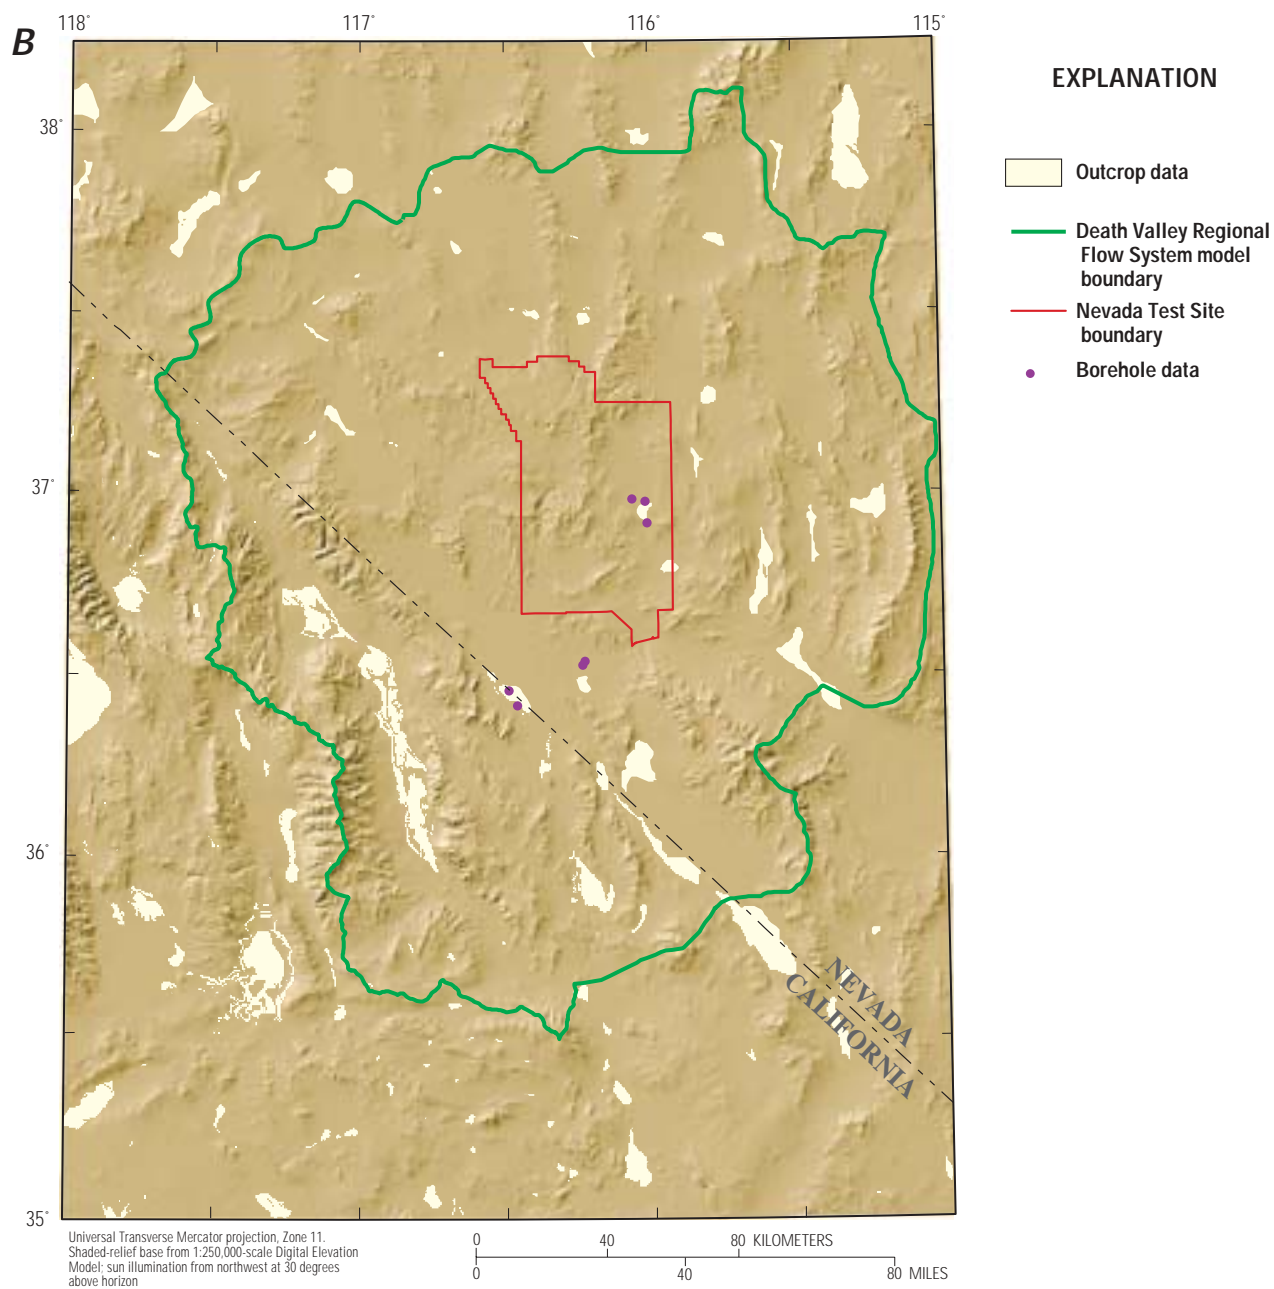 B
118°
117°
116°
115°
38°
37°
36°
35°
NEVADA
CALIFORNIA
EXPLANATION
Outcrop data
Death Valley Regional
Flow System model
boundary
Nevada Test Site
boundary
Borehole data
Universal Transverse Mercator projection, Zone 11.
Shaded-relief base from 1:250,000-scale Digital Elevation
Model; sun illumination from northwest at 30 degrees
above horizon
0 40 80 KILOMETERS
0 40 80 MILES